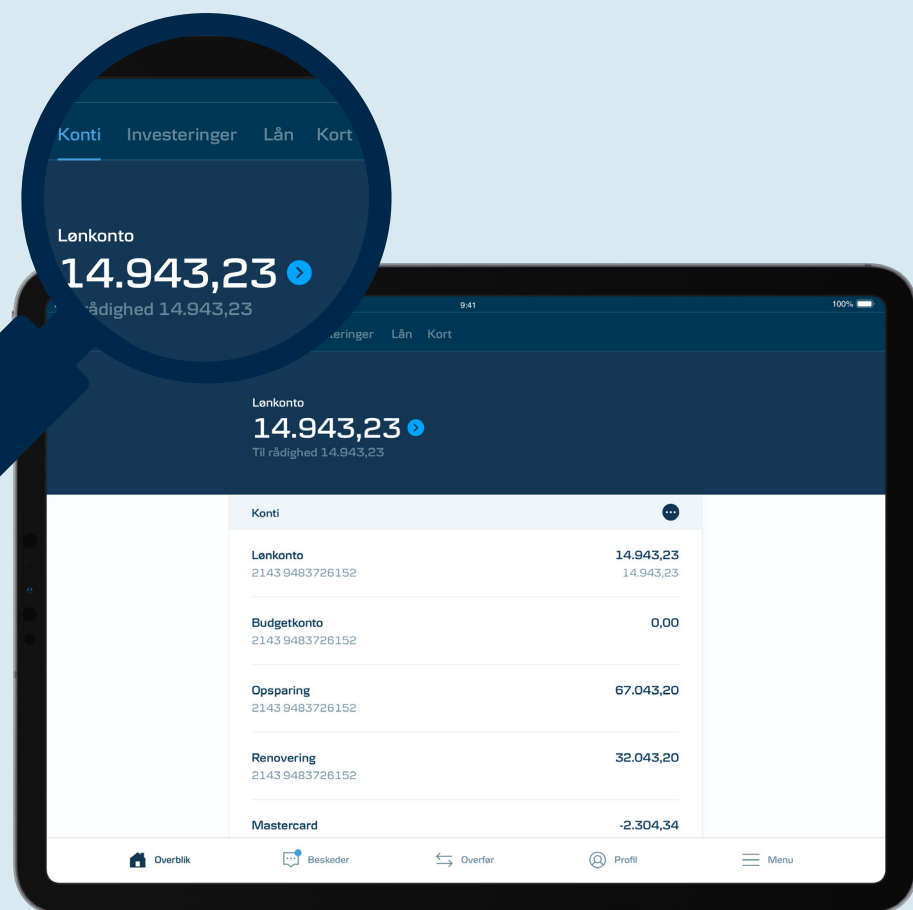 Konti Investeringer Lån Kort
Lønkonto
14.943,23
rådighed 14.943,23
9:41 100%
Lån Kort
Lønkonto
14.943,23
Til rådighed 14.943,23
Konti
Lønkonto 14.943,23
2143 9483726152 14.943,23
Budgetkonto 0,00
2143 9483726152
Opsparing 67.043,20
2143 9483726152
Renovering 32.043,20
2143 9483726152
Mastercard -2.304,34
Overblik Beskeder Overfør Profil Menu